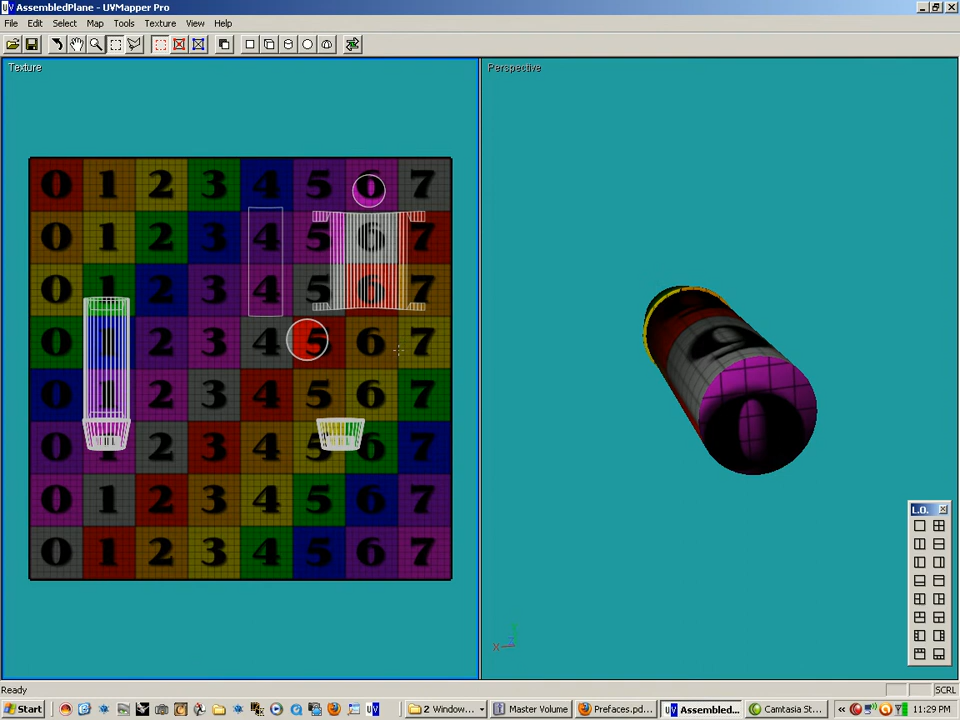 UV AssembledPlane - UVMapper Pro
File Edit Select Map Tools Texture View Help
Texture
Perspective
0 1 2 3 4 5 6 7
0 1 2 3 4 5 6 7
0 1 2 3 4 5 6 7
0 1 2 3 4 5 6 7
0 1 2 3 4 5 6 7
0 1 2 3 4 5 6 7
0 1 2 3 4 5 6 7
0 1 2 3 4 5 6 7
L.O.
X
Ready
SCRL
Start
UV
2 Window...
Master Volume
Prefaces.pd...
Assembled...
Camtasia St...
11:29 PM